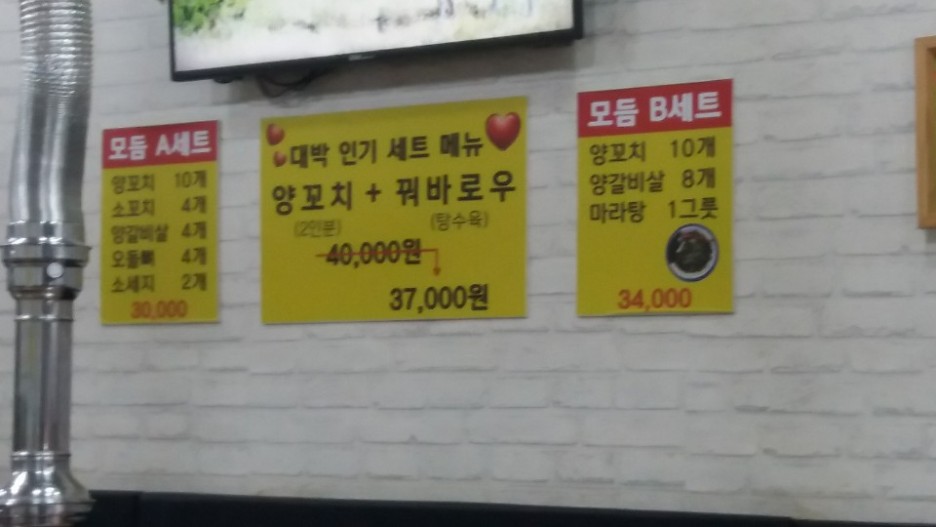 모듬 A세트
양꼬치 10개
소꼬치 4개
양갈비살 4개
오돌뼈 4개
소세지 2개
30,000
대박 인기 세트 메뉴
양꼬치 + 꿔바로우
(2인분) (탕수육)
40,000원
37,000원
모듬 B세트
양꼬치 10개
양갈비살 8개
마라탕 1그릇
34,000